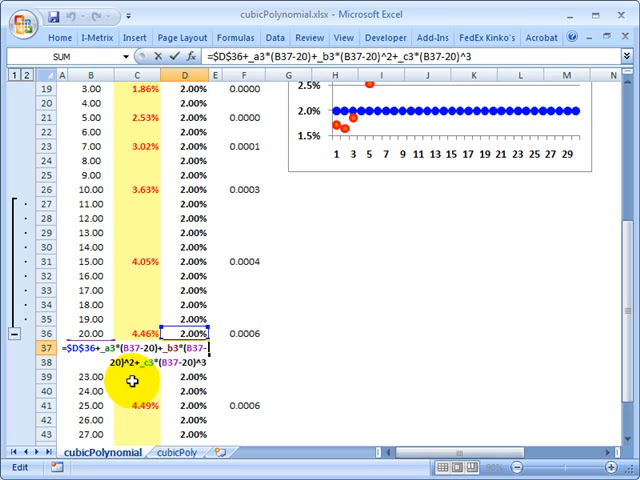 cubicPolynomial.xlsx - Microsoft Excel
Home I-Metrix Insert Page Layout Formulas Data Review View Developer Add-Ins FedEx Kinko's Acrobat
SUM =$D$36+_a3*(B37-20)+_b3*(B37-20)^2+_c3*(B37-20)^3
1 2 A B C D E F G H I J K L M N
19 3.00 1.86% 2.00% 0.0000
20 4.00 2.00%
21 5.00 2.53% 2.00% 0.0000
22 6.00 2.00%
23 7.00 3.02% 2.00% 0.0001
24 8.00 2.00%
25 9.00 2.00%
26 10.00 3.63% 2.00% 0.0003
27 11.00 2.00%
28 12.00 2.00%
29 13.00 2.00%
30 14.00 2.00%
31 15.00 4.05% 2.00% 0.0004
32 16.00 2.00%
33 17.00 2.00%
34 18.00 2.00%
35 19.00 2.00%
36 20.00 4.46% 2.00% 0.0006
37 =$D$36+_a3*(B37-20)+_b3*(B37-
38 20)^2+_c3*(B37-20)^3
39 23.00 2.00%
40 24.00 2.00%
41 25.00 4.49% 2.00% 0.0006
42 26.00 2.00%
43 27.00 2.00%
2.5%
2.0%
1.5%
1 3 5 7 9 11 13 15 17 19 21 23 25 27 29
cubicPolynomial cubicPoly
Edit 90%